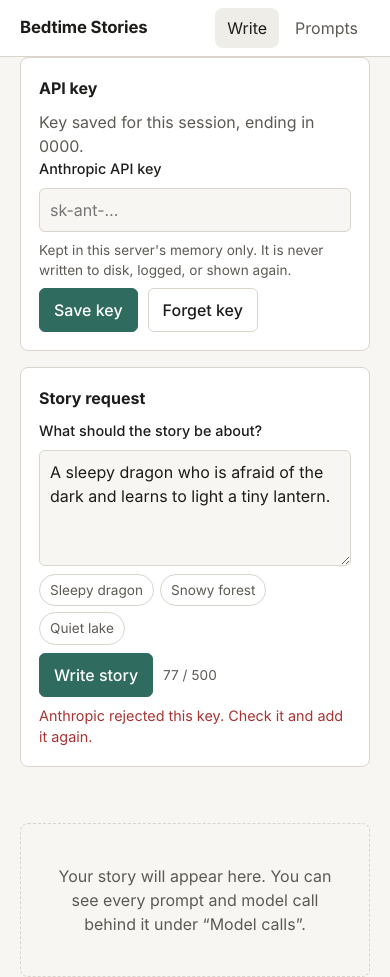 Bedtime Stories
Write
Prompts
API key
Key saved for this session, ending in
0000.
Anthropic API key
sk-ant-...
Kept in this server's memory only. It is never
written to disk, logged, or shown again.
Save key
Forget key
Story request
What should the story be about?
A sleepy dragon who is afraid of the
dark and learns to light a tiny lantern.
Sleepy dragon
Snowy forest
Quiet lake
Write story
77 / 500
Anthropic rejected this key. Check it and add
it again.
Your story will appear here. You can
see every prompt and model call
behind it under “Model calls”.